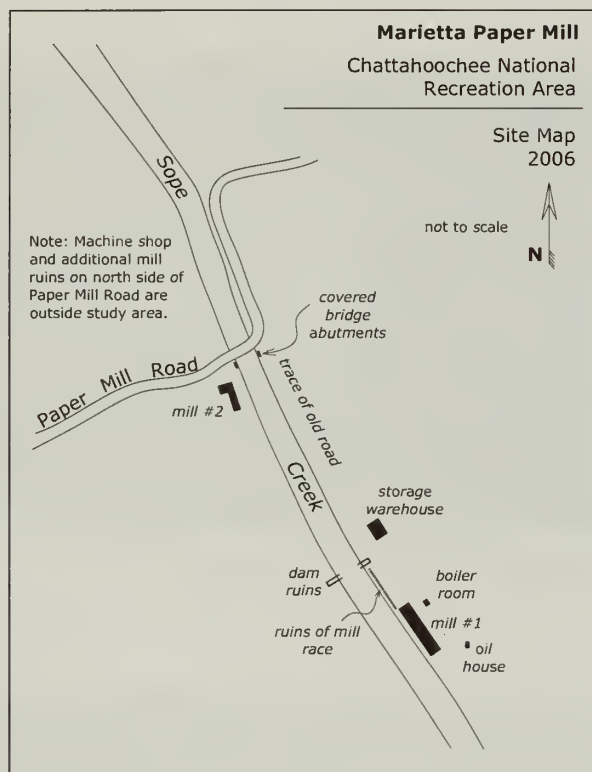 Marietta Paper Mill
Chattahoochee National
Recreation Area
Site Map
2006
not to scale
N
Sope
Note: Machine shop
and additional mill
ruins on north side of
Paper Mill Road are
outside study area.
covered
bridge
abutments
Paper Mill Road
mill #2
trace of old road
Creek
storage
warehouse
dam
ruins
boiler
room
mill #1
ruins of mill
race
oil
house